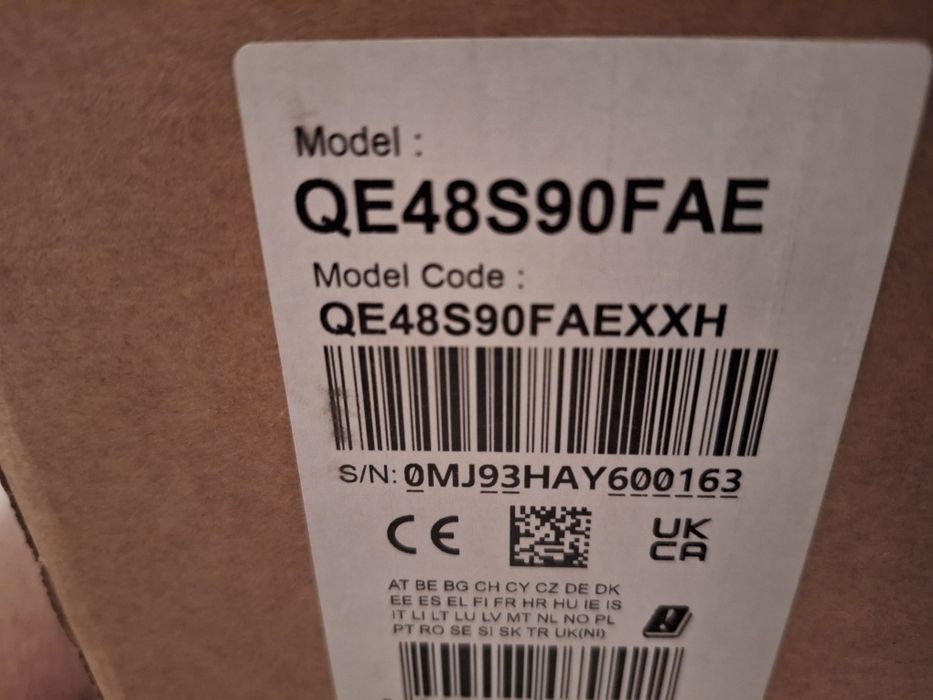 Model :
QE48S90FAE
Model Code :
QE48S90FAEXXH
S/N: 0MJ93HAY600163
CE
UK
CA
AT BE BG CH CY CZ DE DK
EE ES EL FI FR HR HU IE IS
IT LI LT LU LV MT NL NO PL
PT RO SE SI SK TR UK(NI)